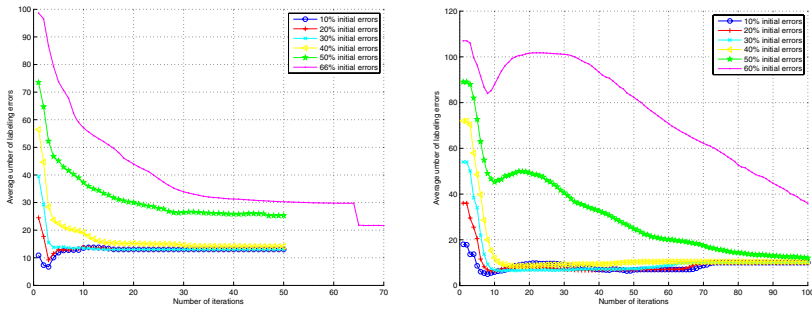 100
90
80
70
60
50
40
30
20
10
0
0 10 20 30 40 50 60 70
Average umber of labeling errors
Number of iterations
10% initial errors
20% initial errors
30% initial errors
40% initial errors
50% initial errors
66% initial errors
120
100
80
60
40
20
0
0 10 20 30 40 50 60 70 80 90 100
Average umber of labeling errors
Number of iterations
10% initial errors
20% initial errors
30% initial errors
40% initial errors
50% initial errors
60% initial errors